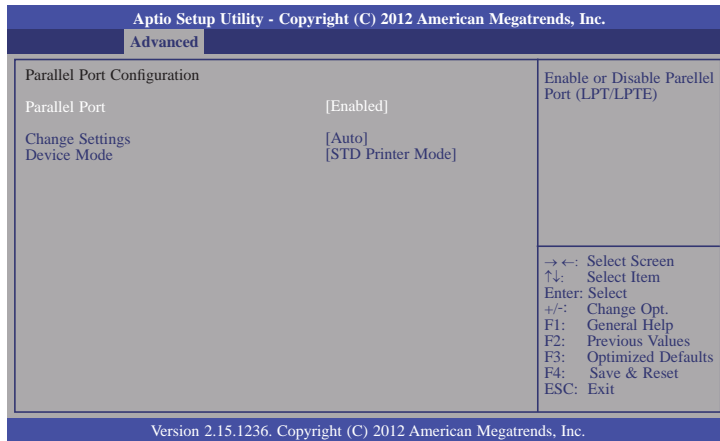 Aptio Setup Utility - Copyright (C) 2012 American Megatrends, Inc.
Advanced
Parallel Port Configuration
Parallel Port [Enabled]
Change Settings [Auto]
Device Mode [STD Printer Mode]
Enable or Disable Parellel
Port (LPT/LPTE)
→ ←: Select Screen
↑↓: Select Item
Enter: Select
+/-: Change Opt.
F1: General Help
F2: Previous Values
F3: Optimized Defaults
F4: Save & Reset
ESC: Exit
Version 2.15.1236. Copyright (C) 2012 American Megatrends, Inc.